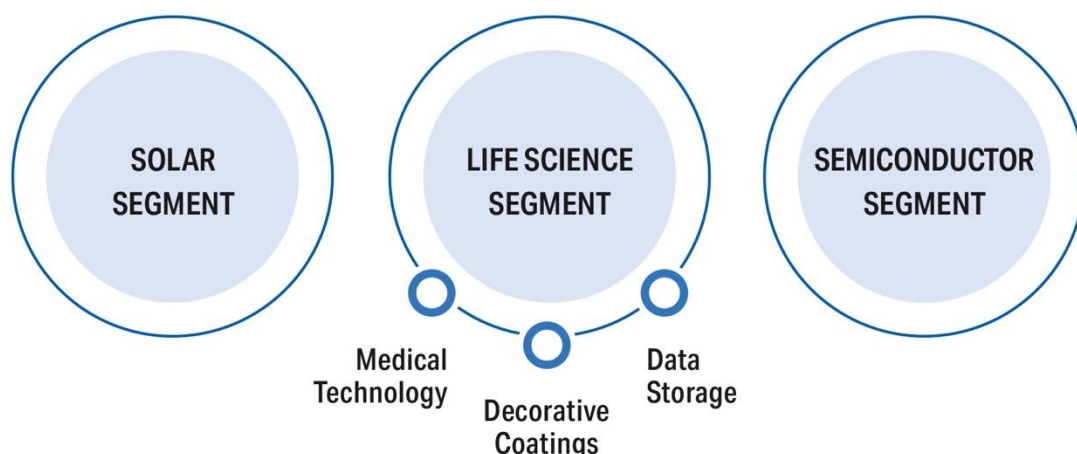 SOLAR
SEGMENT
LIFE SCIENCE
SEGMENT
SEMICONDUCTOR
SEGMENT
Medical
Technology
Decorative
Coatings
Data
Storage